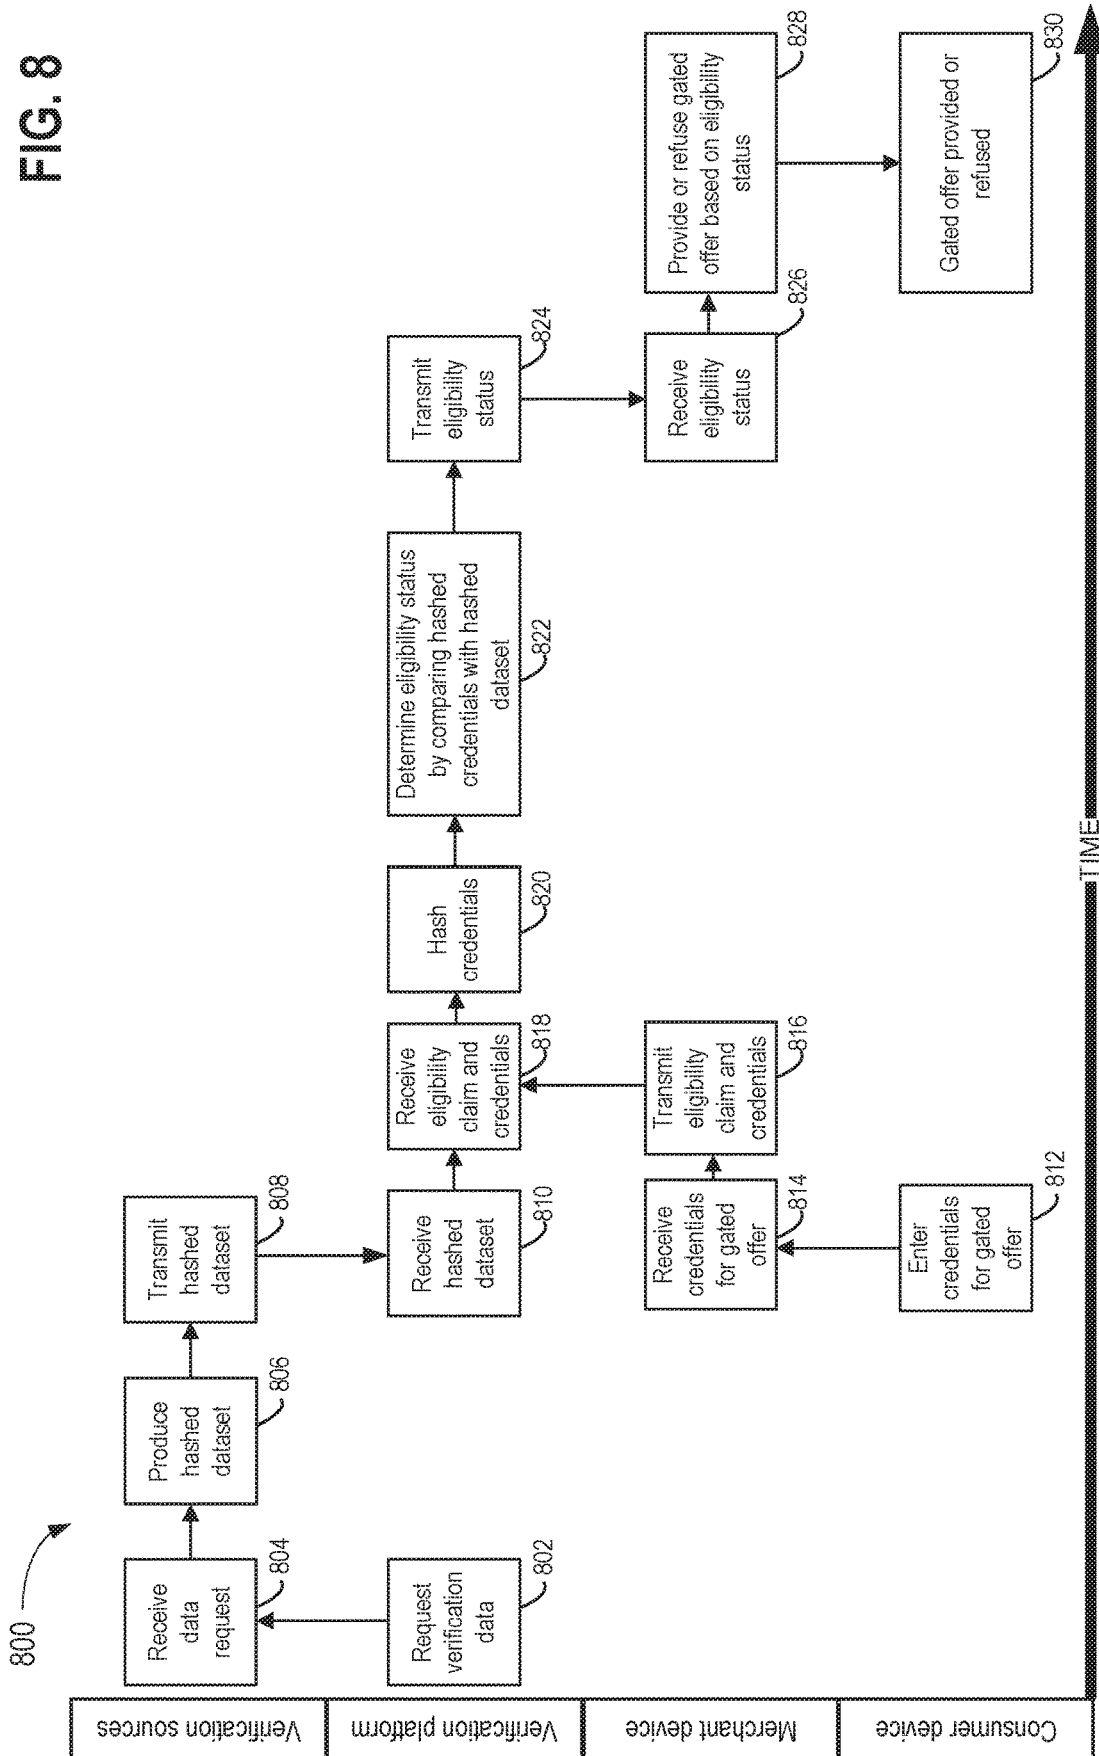 FIG. 8
800
Verification sources
Receive
data
request
804
Produce
hashed
dataset
806
Transmit
hashed
dataset
808
Verification platform
Request
verification
data
802
Receive
hashed
dataset
810
Receive
eligibility
claim and
credentials
818
Hash
credentials
820
Determine eligibility status
by comparing hashed
credentials with hashed
dataset
822
Transmit
eligibility
status
824
Merchant device
Receive
credentials
for gated
offer
814
Transmit
eligibility
claim and
credentials
816
Receive
eligibility
status
826
Provide or refuse gated
offer based on eligibility
status
828
Consumer device
Enter
credentials
for gated
offer
812
Gated offer provided or
refused
830
TIME